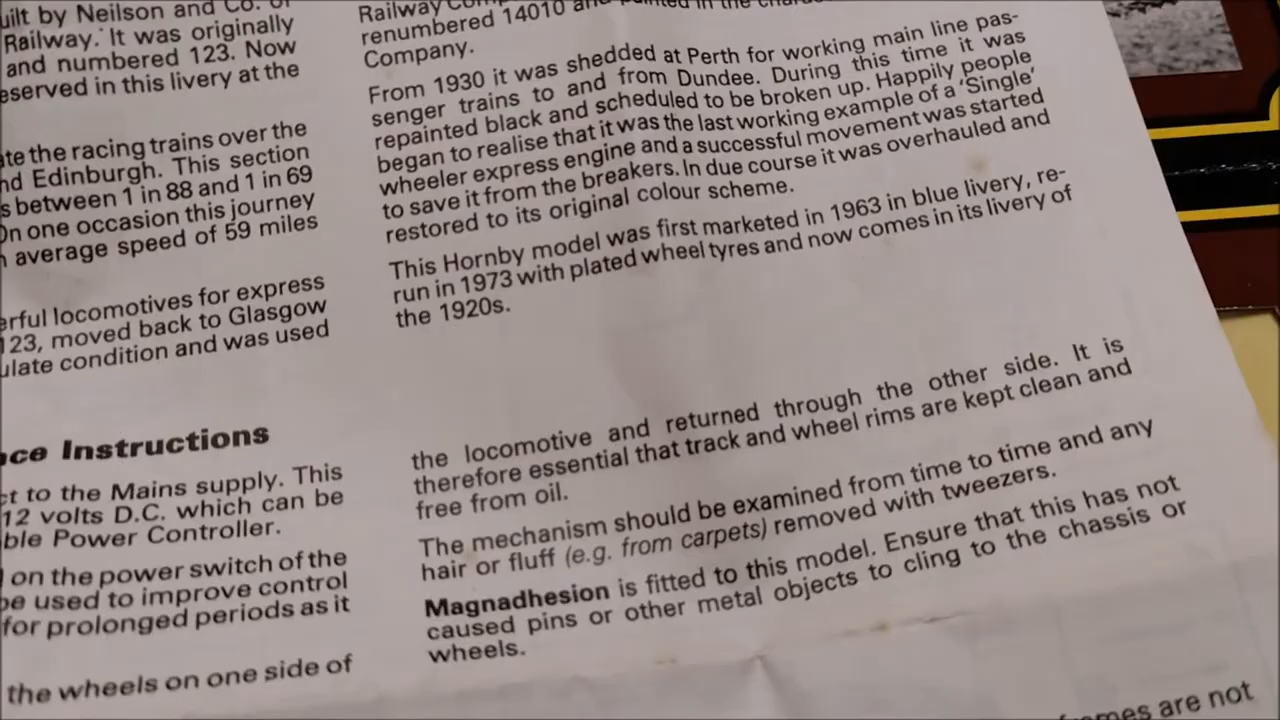 uilt by Neilson and Co. of
Railway. It was originally
and numbered 123. Now
eserved in this livery at the
ate the racing trains over the
nd Edinburgh. This section
s between 1 in 88 and 1 in 69
On one occasion this journey
average speed of 59 miles
erful locomotives for express
123, moved back to Glasgow
ulate condition and was used
Railway
renumbered 14010 and painted in the
Company.
From 1930 it was shedded at Perth for working main line pas-
senger trains to and from Dundee. During this time it was
repainted black and scheduled to be broken up. Happily people
began to realise that it was the last working example of a 'Single'
wheeler express engine and a successful movement was started
to save it from the breakers. In due course it was overhauled and
restored to its original colour scheme.
This Hornby model was first marketed in 1963 in blue livery, re-
run in 1973 with plated wheel tyres and now comes in its livery of
the 1920s.
ce Instructions
ct to the Mains supply. This
12 volts D.C. which can be
ble Power Controller.
on the power switch of the
be used to improve control
for prolonged periods as it
the wheels on one side of
the locomotive and returned through the other side. It is
therefore essential that track and wheel rims are kept clean and
free from oil.
The mechanism should be examined from time to time and any
hair or fluff (e.g. from carpets) removed with tweezers.
Magnadhesion is fitted to this model. Ensure that this has not
caused pins or other metal objects to cling to the chassis or
wheels.
are not